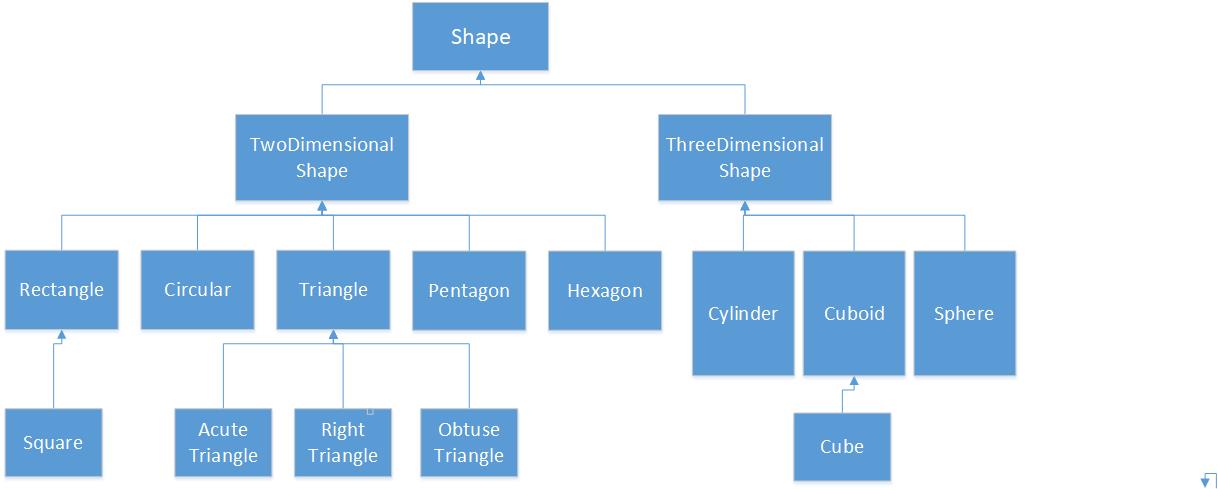 Shape
TwoDimensional
Shape
ThreeDimensional
Shape
Rectangle
Circular
Triangle
Pentagon
Hexagon
Cylinder
Cuboid
Sphere
Square
Acute
Triangle
Right
Triangle
Obtuse
Triangle
Cube